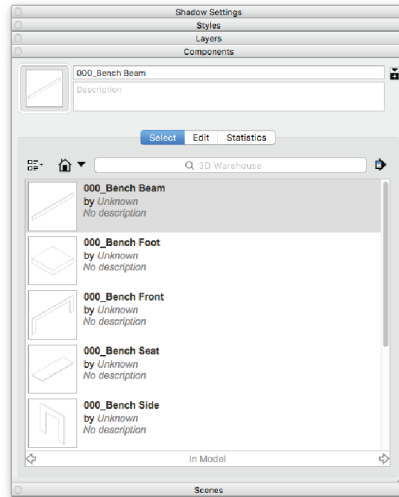 Shadow Settings
Styles
Layers
Components
000_Bench Beam
Description
Select Edit Statistics
3D Warehouse
000_Bench Beam
by Unknown
No description
000_Bench Foot
by Unknown
No description
000_Bench Front
by Unknown
No description
000_Bench Seat
by Unknown
No description
000_Bench Side
by Unknown
No description
In Model
Scenes